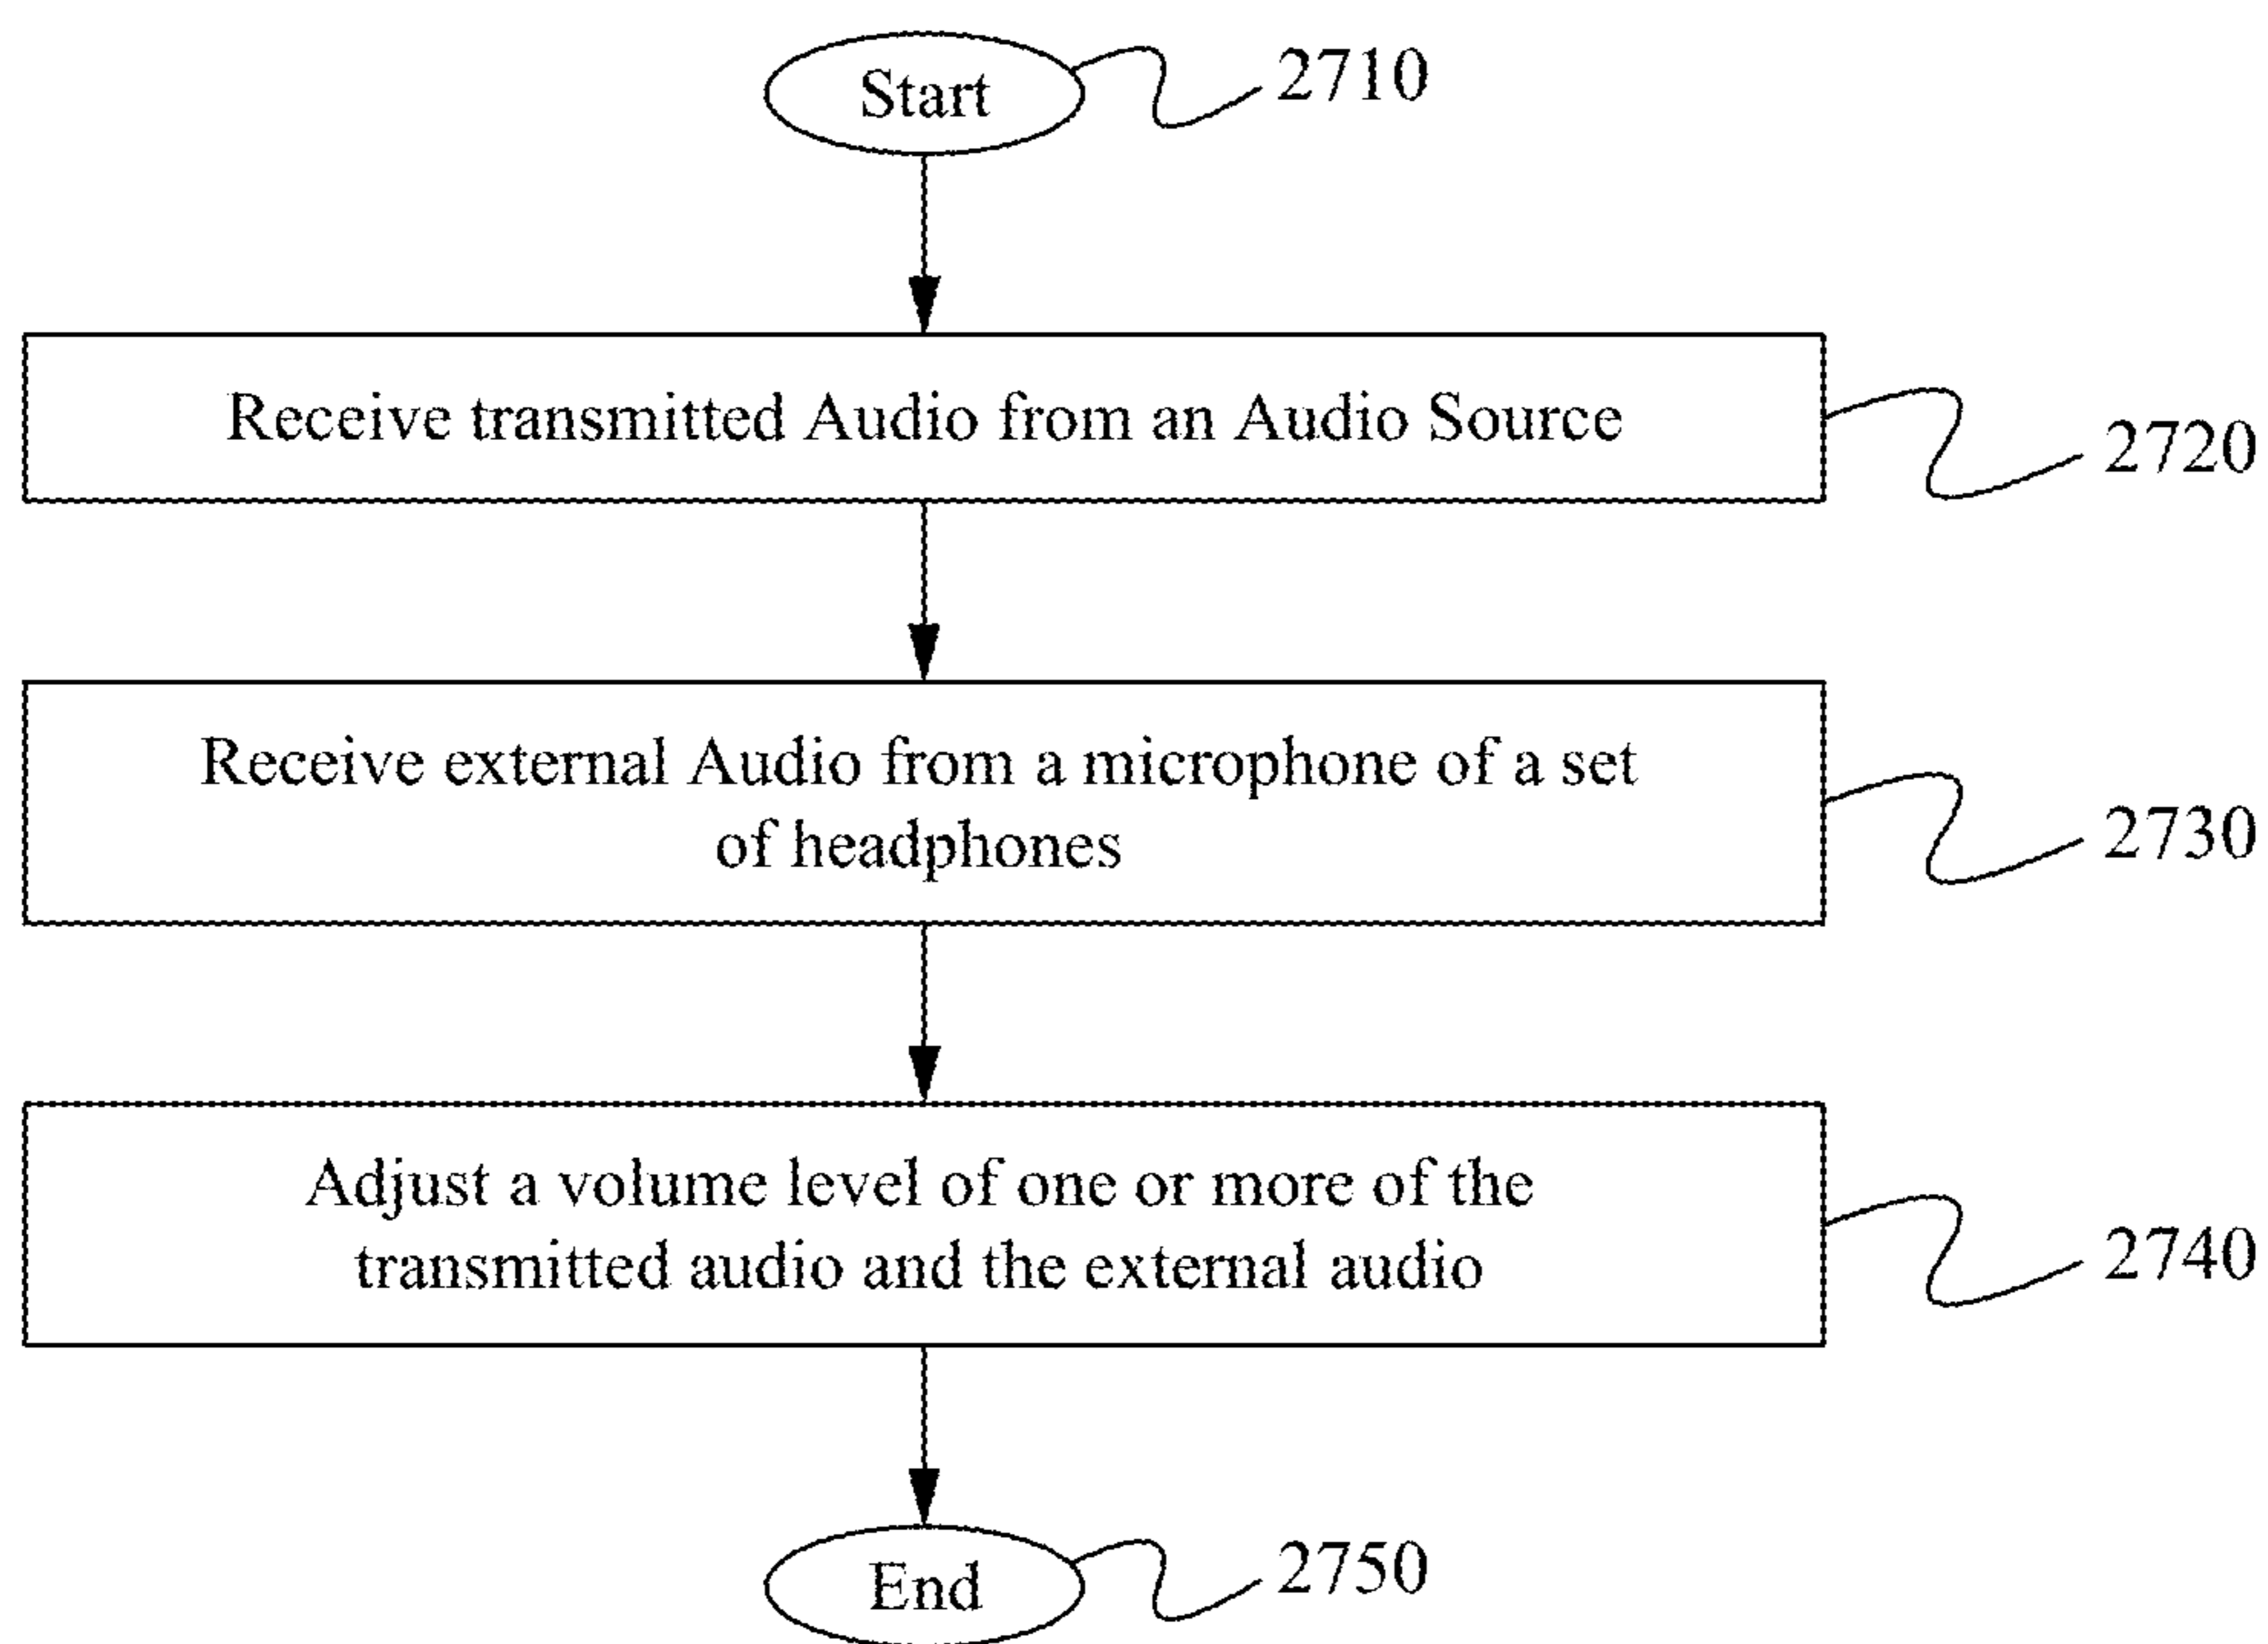 Start
2710
Receive transmitted Audio from an Audio Source
2720
Receive external Audio from a microphone of a set
of headphones
2730
Adjust a volume level of one or more of the
transmitted audio and the external audio
2740
End
2750